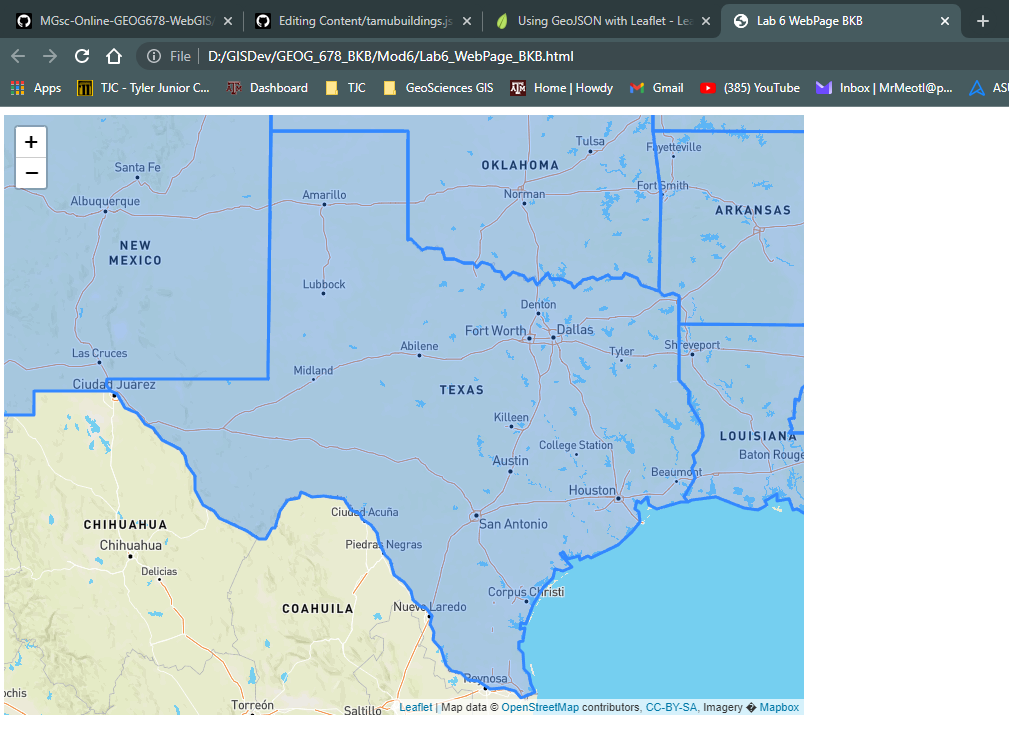 MGsc-Online-GEOG678-WebGIS/
Editing Content/tamubuildings.js
Using GeoJSON with Leaflet - Lea
Lab 6 WebPage BKB
File
D:/GISDev/GEOG_678_BKB/Mod6/Lab6_WebPage_BKB.html
Apps
TJC - Tyler Junior C...
Dashboard
TJC
GeoSciences GIS
Home | Howdy
Gmail
(385) YouTube
Inbox | MrMeotl@p...
ASU
+
−
Tulsa
Fayetteville
OKLAHOMA
Santa Fe
Fort Smith
Amarillo
Norman
Albuquerque
ARKANSAS
NEW
MEXICO
Lubbock
Denton
Fort Worth
Dallas
Abilene
Tyler
Shreveport
Las Cruces
Midland
Ciudad Juárez
TEXAS
Killeen
LOUISIANA
College Station
Baton Rouge
Austin
Beaumont
Houston
Ciudad Acuña
CHIHUAHUA
San Antonio
Chihuahua
Piedras Negras
Delicias
Corpus Christi
COAHUILA
Nuevo Laredo
Reynosa
ochis
Torreón
Saltillo
Leaflet | Map data © OpenStreetMap contributors, CC-BY-SA, Imagery � Mapbox